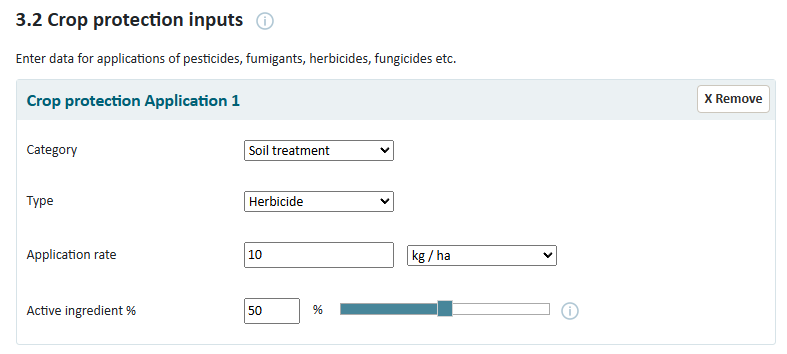 3.2 Crop protection inputs
Enter data for applications of pesticides, fumigants, herbicides, fungicides etc.
Crop protection Application 1
X Remove
Category
Soil treatment
Type
Herbicide
Application rate
10
kg / ha
Active ingredient %
50
%